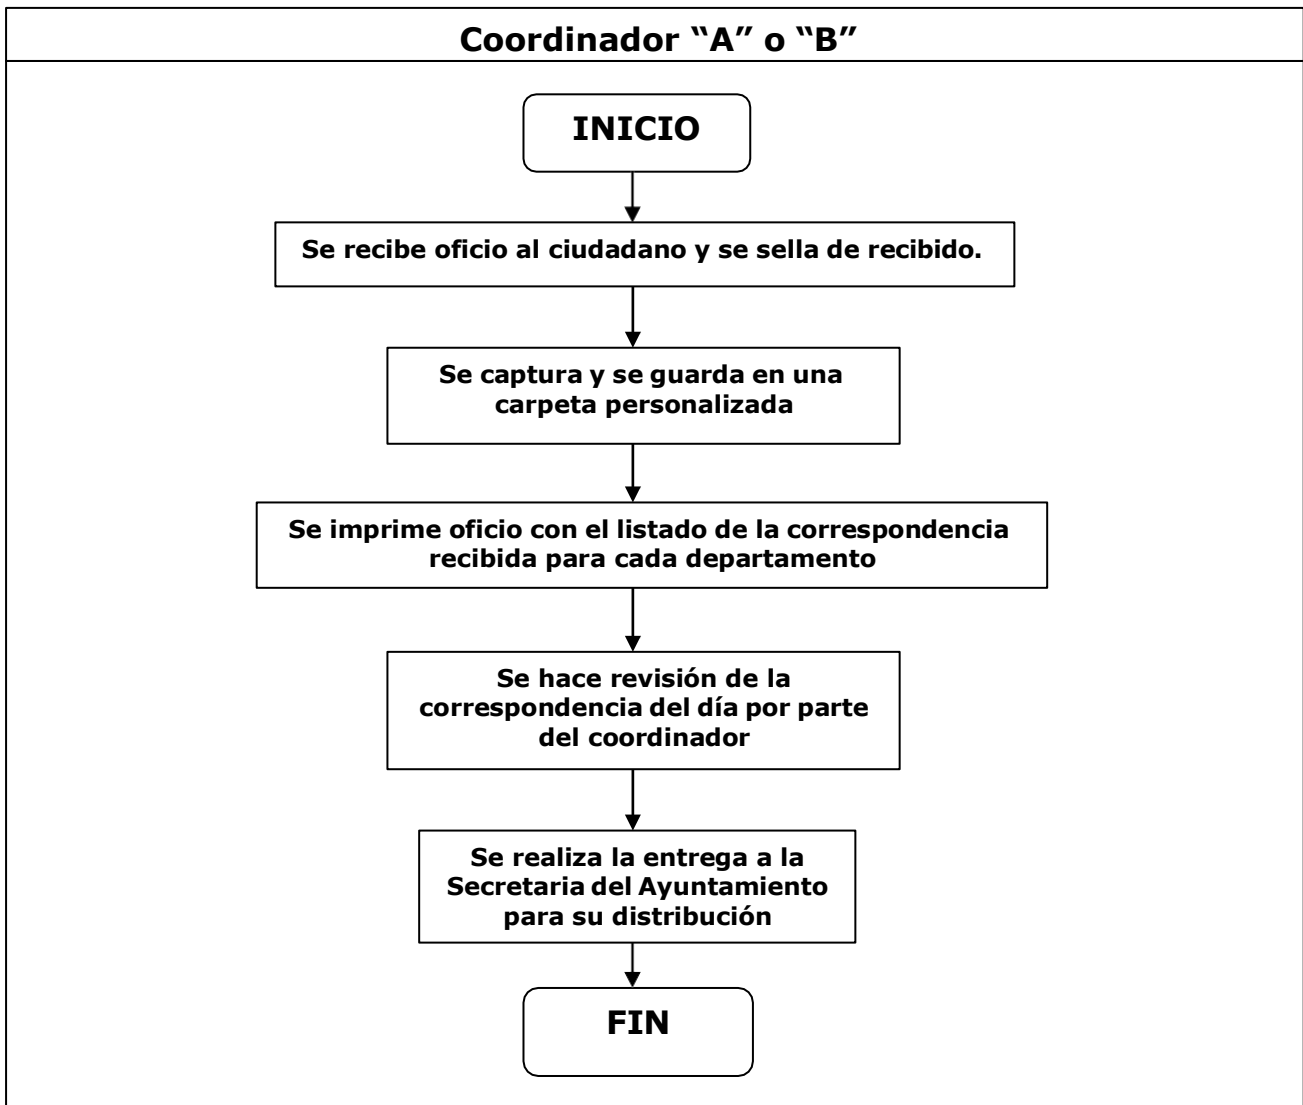 Coordinador “A” o “B”
INICIO
Se recibe oficio al ciudadano y se sella de recibido.
Se captura y se guarda en una
carpeta personalizada
Se imprime oficio con el listado de la correspondencia
recibida para cada departamento
Se hace revisión de la
correspondencia del día por parte
del coordinador
Se realiza la entrega a la
Secretaria del Ayuntamiento
para su distribución
FIN